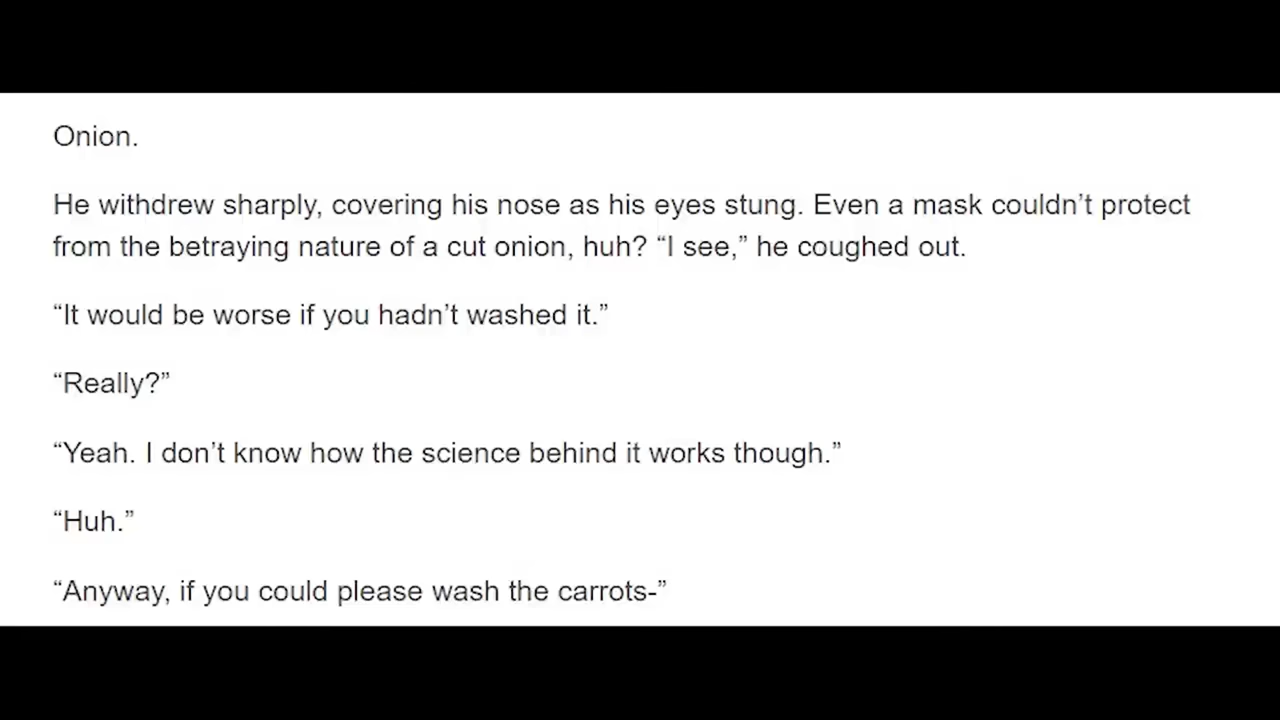 Onion.
He withdrew sharply, covering his nose as his eyes stung. Even a mask couldn’t protect
from the betraying nature of a cut onion, huh? “I see,” he coughed out.
“It would be worse if you hadn’t washed it.”
“Really?”
“Yeah. I don’t know how the science behind it works though.”
“Huh.”
“Anyway, if you could please wash the carrots-”